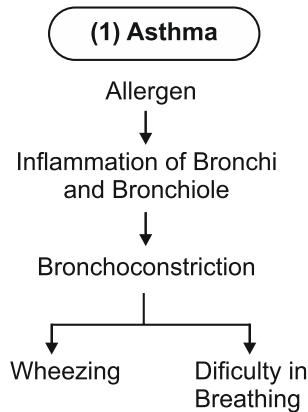 (1) Asthma
Allergen
Inflammation of Bronchi
and Bronchiole
Bronchoconstriction
Wheezing
Dificulty in
Breathing